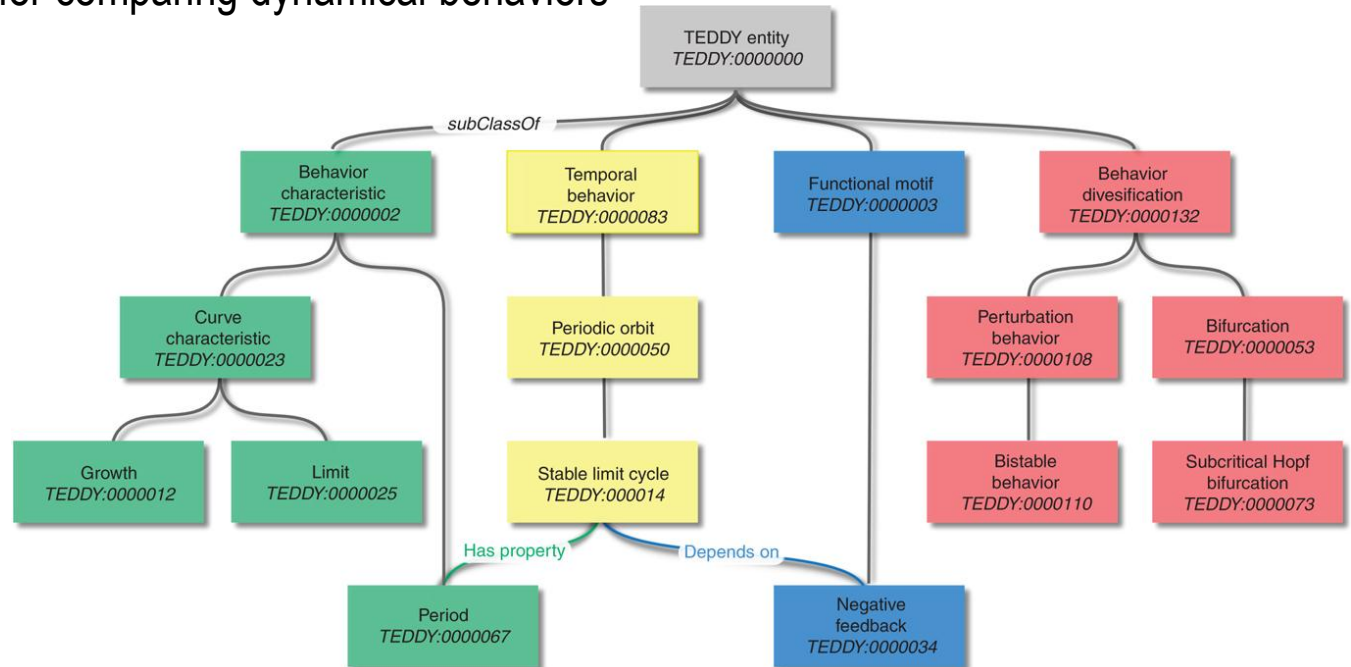 for comparing dynamical behaviors
TEDDY entity
TEDDY:0000000
subClassOf
Behavior
characteristic
TEDDY:0000002
Temporal
behavior
TEDDY:0000083
Functional motif
TEDDY:0000003
Behavior
divesification
TEDDY:0000132
Curve
characteristic
TEDDY:0000023
Periodic orbit
TEDDY:0000050
Perturbation
behavior
TEDDY:0000108
Bifurcation
TEDDY:0000053
Growth
TEDDY:0000012
Limit
TEDDY:0000025
Stable limit cycle
TEDDY:000014
Bistable
behavior
TEDDY:0000110
Subcritical Hopf
bifurcation
TEDDY:0000073
Has property
Depends on
Period
TEDDY:0000067
Negative
feedback
TEDDY:0000034